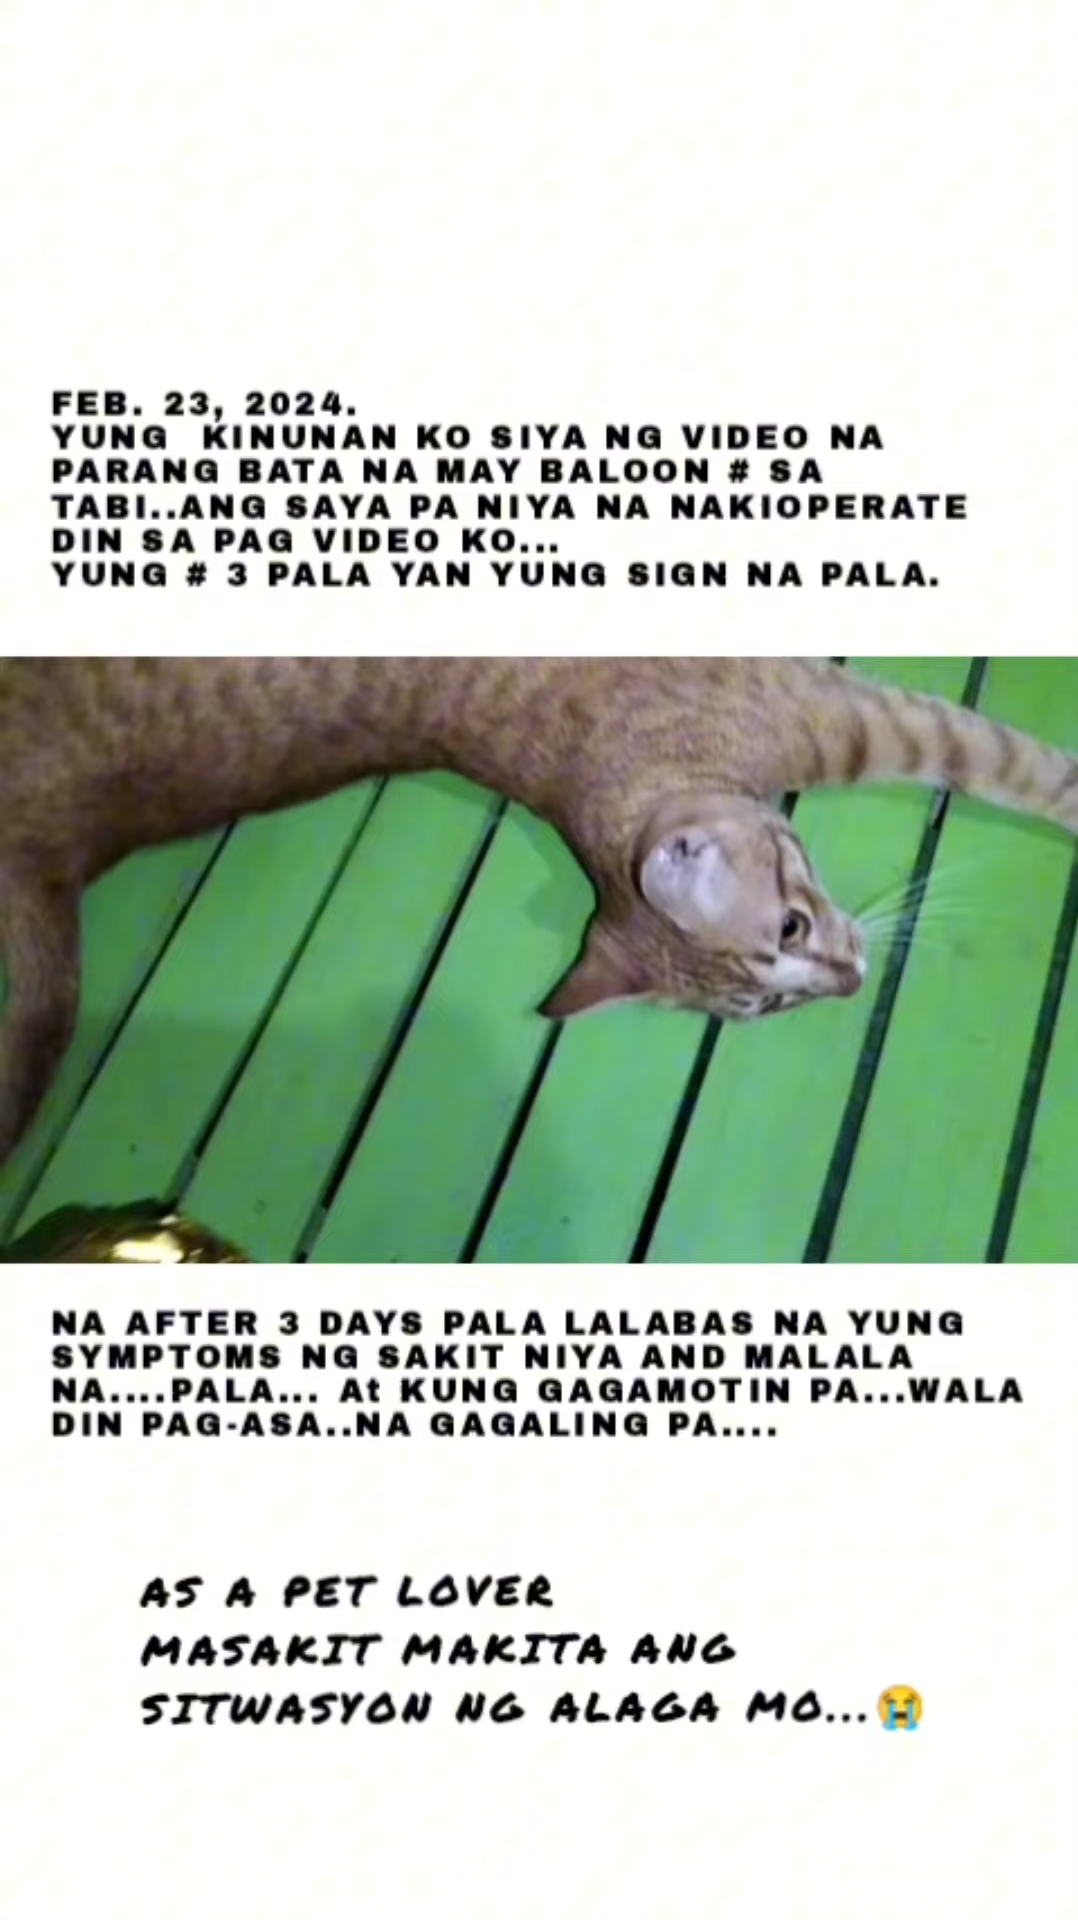 FEB. 23, 2024.
YUNG KINUNAN KO SIYA NG VIDEO NA
PARANG BATA NA MAY BALOON # SA
TABI..ANG SAYA PA NIYA NA NAKIOPERATE
DIN SA PAG VIDEO KO...
YUNG # 3 PALA YAN YUNG SIGN NA PALA.
NA AFTER 3 DAYS PALA LALABAS NA YUNG
SYMPTOMS NG SAKIT NIYA AND MALALA
NA....PALA... At KUNG GAGAMOTIN PA...WALA
DIN PAG-ASA..NA GAGALING PA....
AS A PET LOVER
MASAKIT MAKITA ANG
SITWASYON NG ALAGA MO...😭